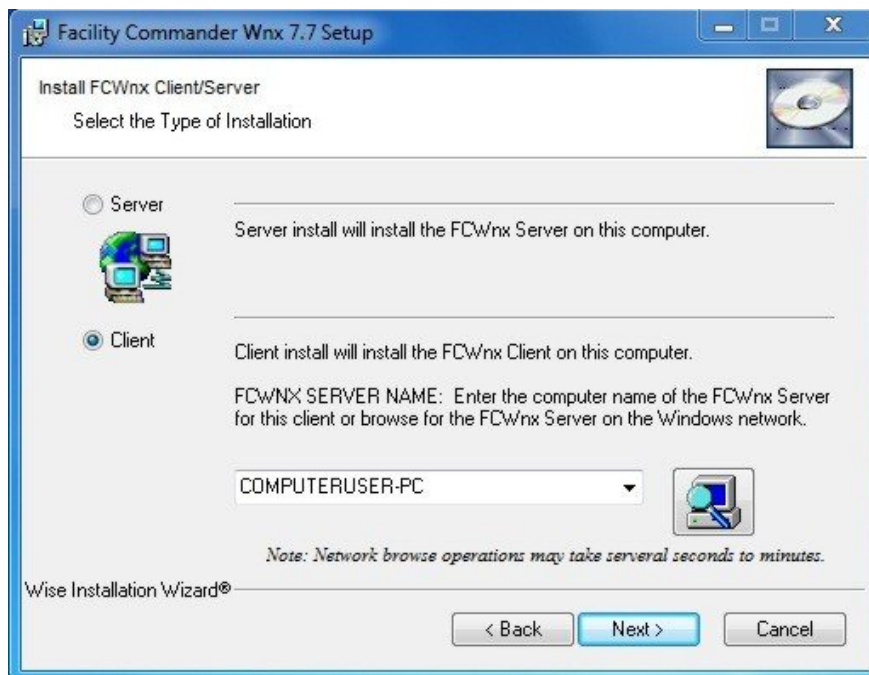 Facility Commander Wnx 7.7 Setup
Install FCWnx Client/Server
Select the Type of Installation
Server
Server install will install the FCWnx Server on this computer.
Client
Client install will install the FCWnx Client on this computer.
FCWNX SERVER NAME: Enter the computer name of the FCWnx Server
for this client or browse for the FCWnx Server on the Windows network.
COMPUTERUSER-PC
Note: Network browse operations may take serveral seconds to minutes.
Wise Installation Wizard®
< Back
Next >
Cancel